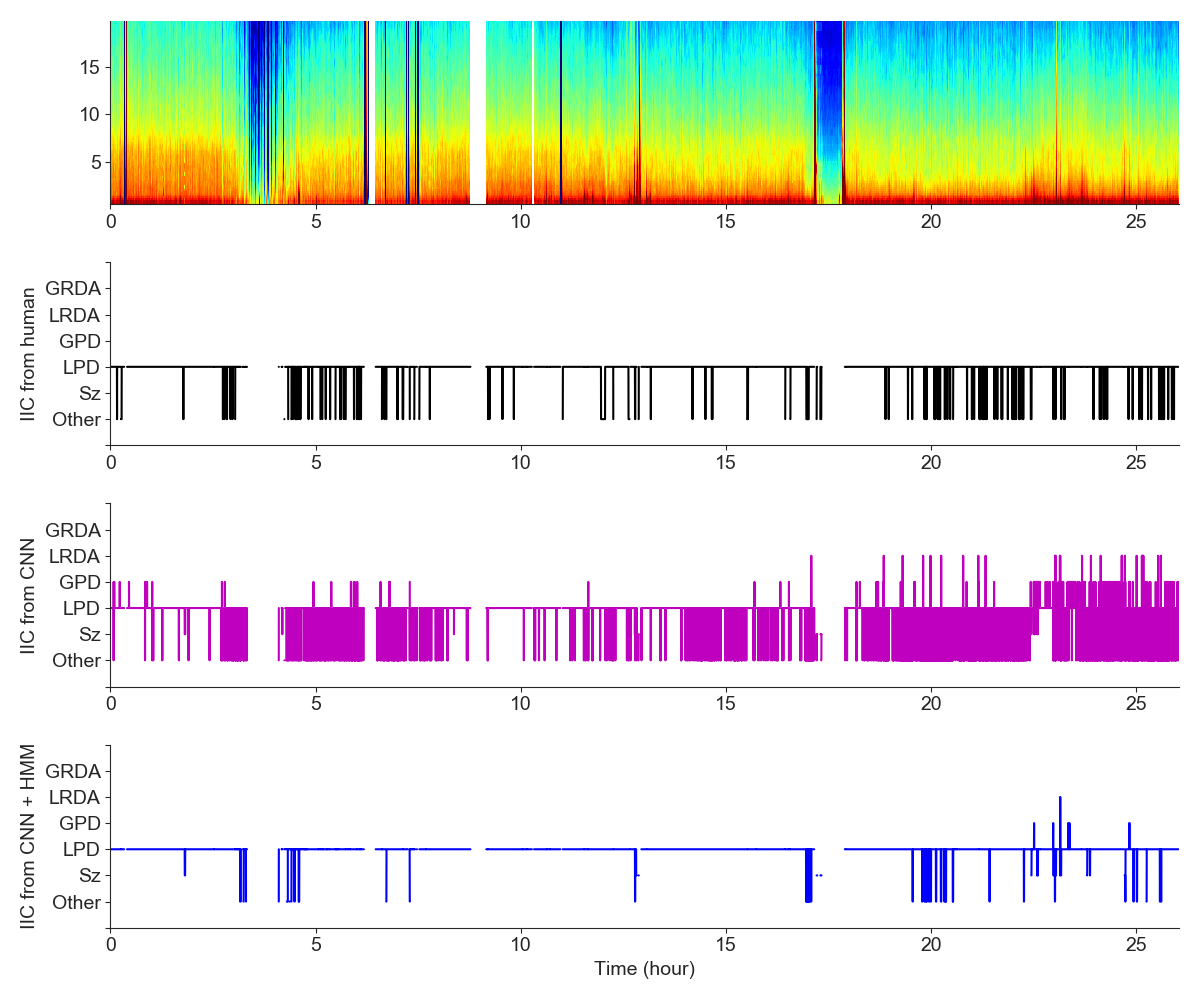 15
10
5
0 5 10 15 20 25
IIC from human
GRDA
LRDA
GPD
LPD
Sz
Other
0 5 10 15 20 25
IIC from CNN
GRDA
LRDA
GPD
LPD
Sz
Other
0 5 10 15 20 25
IIC from CNN + HMM
GRDA
LRDA
GPD
LPD
Sz
Other
0 5 10 15 20 25
Time (hour)